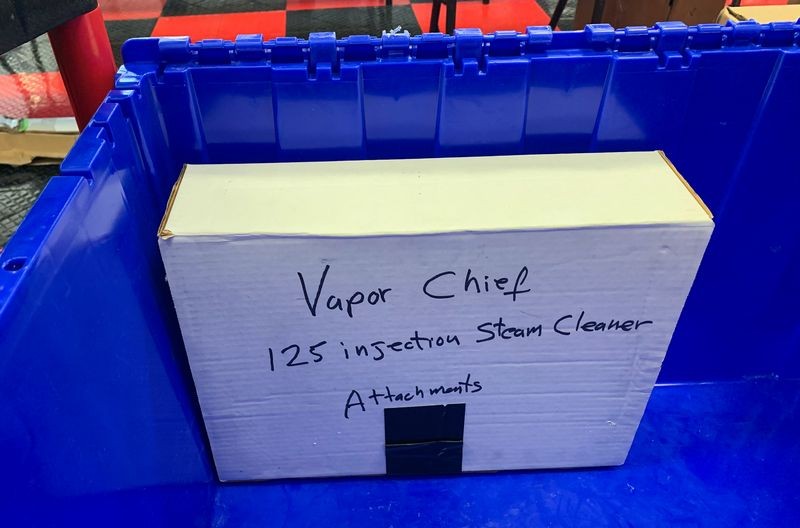 Vapor Chief
125 injection Steam Cleaner
Attachments